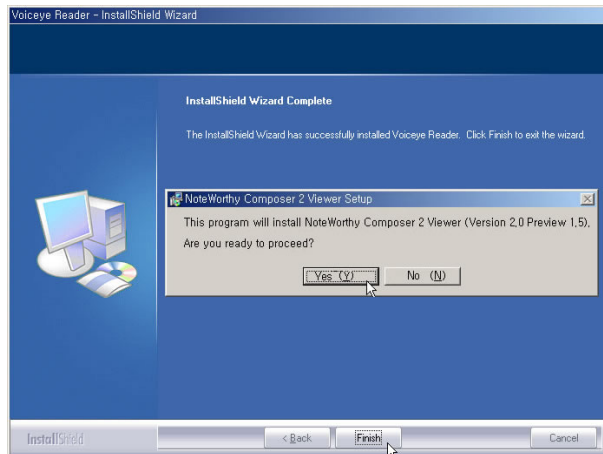 Voiceye Reader - InstallShield Wizard
InstallShield Wizard Complete
The InstallShield Wizard has successfully installed Voiceye Reader. Click Finish to exit the wizard.
NoteWorthy Composer 2 Viewer Setup
This program will install NoteWorthy Composer 2 Viewer (Version 2,0 Preview 1,5),
Are you ready to proceed?
Yes (Y) No (N)
InstallShield
< Back Finish Cancel